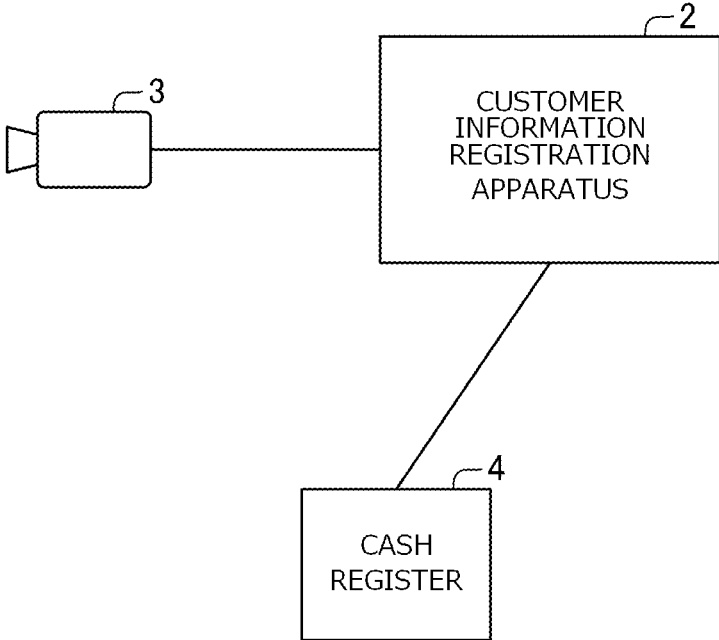 2
3
CUSTOMER
INFORMATION
REGISTRATION
APPARATUS
4
CASH
REGISTER